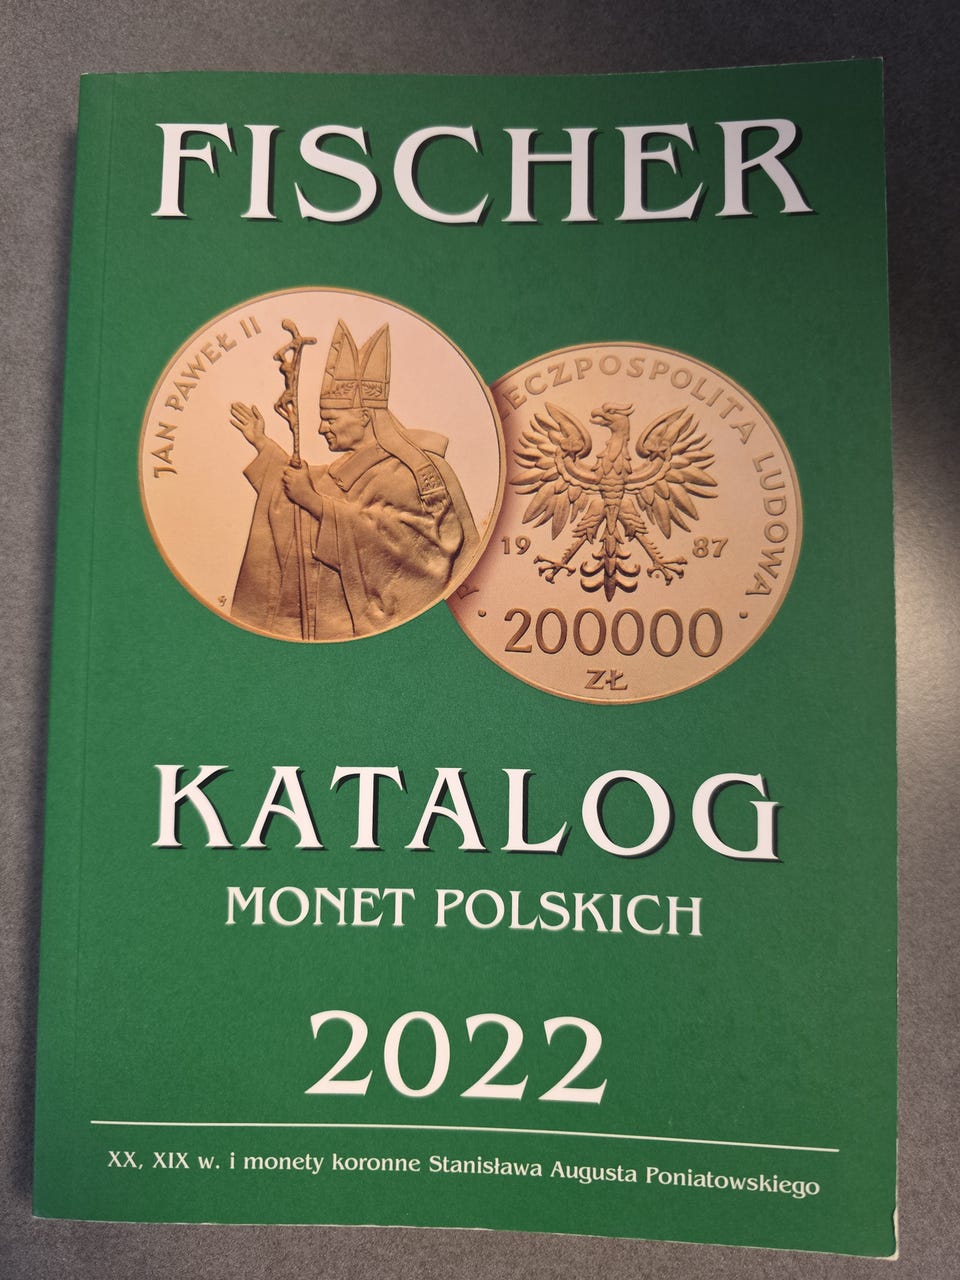 FISCHER
JAN PAWEŁ II
RZECZPOSPOLITA LUDOWA
19 87
200000
ZŁ
KATALOG
MONET POLSKICH
2022
XX, XIX w. i monety koronne Stanisława Augusta Poniatowskiego